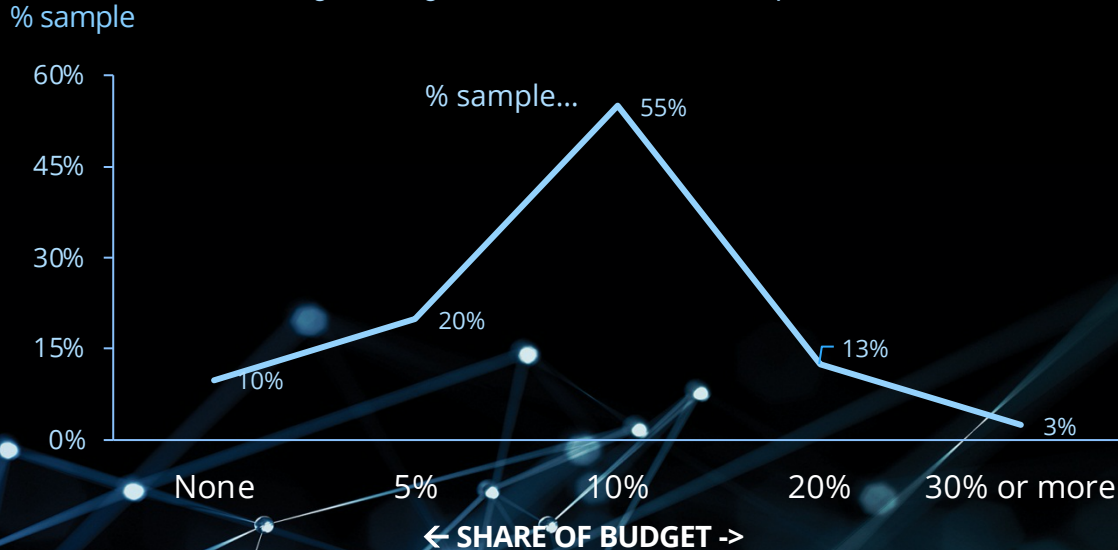 % sample
60%
% sample...
55%
45%
30%
20%
15%
13%
10%
0%
3%
None 5% 10% 20% 30% or more
← SHARE OF BUDGET ->